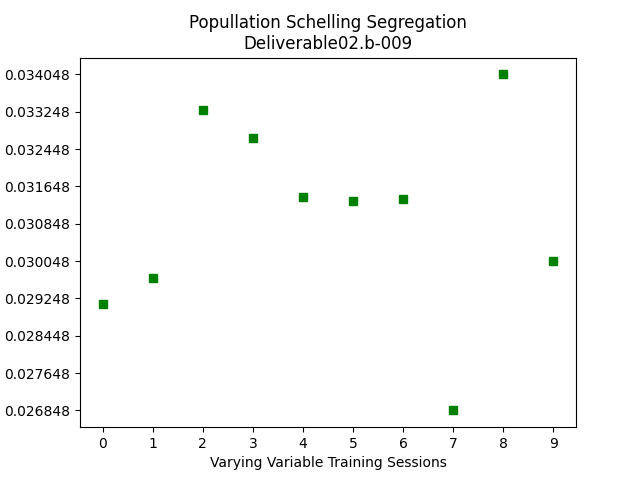 Popullation Schelling Segregation
Deliverable02.b-009
0.034048
0.033248
0.032448
0.031648
0.030848
0.030048
0.029248
0.028448
0.027648
0.026848
0 1 2 3 4 5 6 7 8 9
Varying Variable Training Sessions